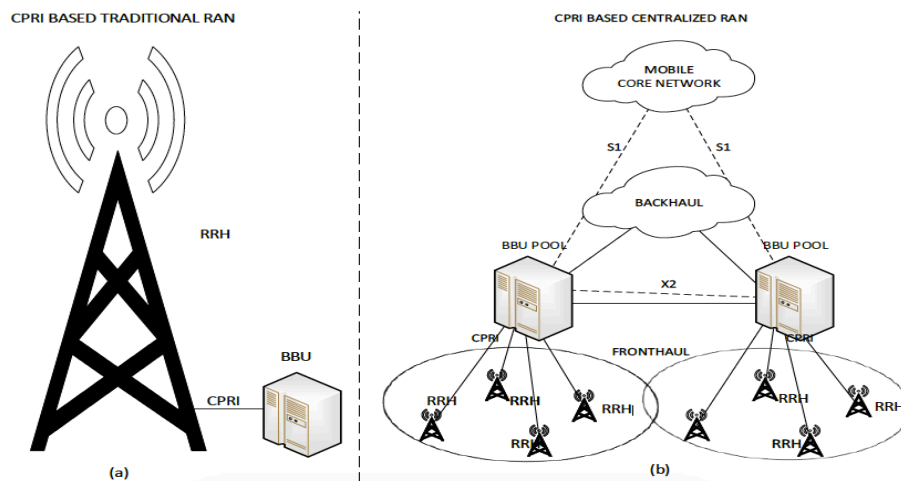 CPRI BASED TRADITIONAL RAN
RRH
BBU
CPRI
(a)
CPRI BASED CENTRALIZED RAN
MOBILE
CORE NETWORK
S1
S1
BACKHAUL
BBU POOL
BBU POOL
X2
CPRI
FRONTHAUL
CPRI
RRH
RRH
RRH
RRH
RRH
RRH
RRH
(b)